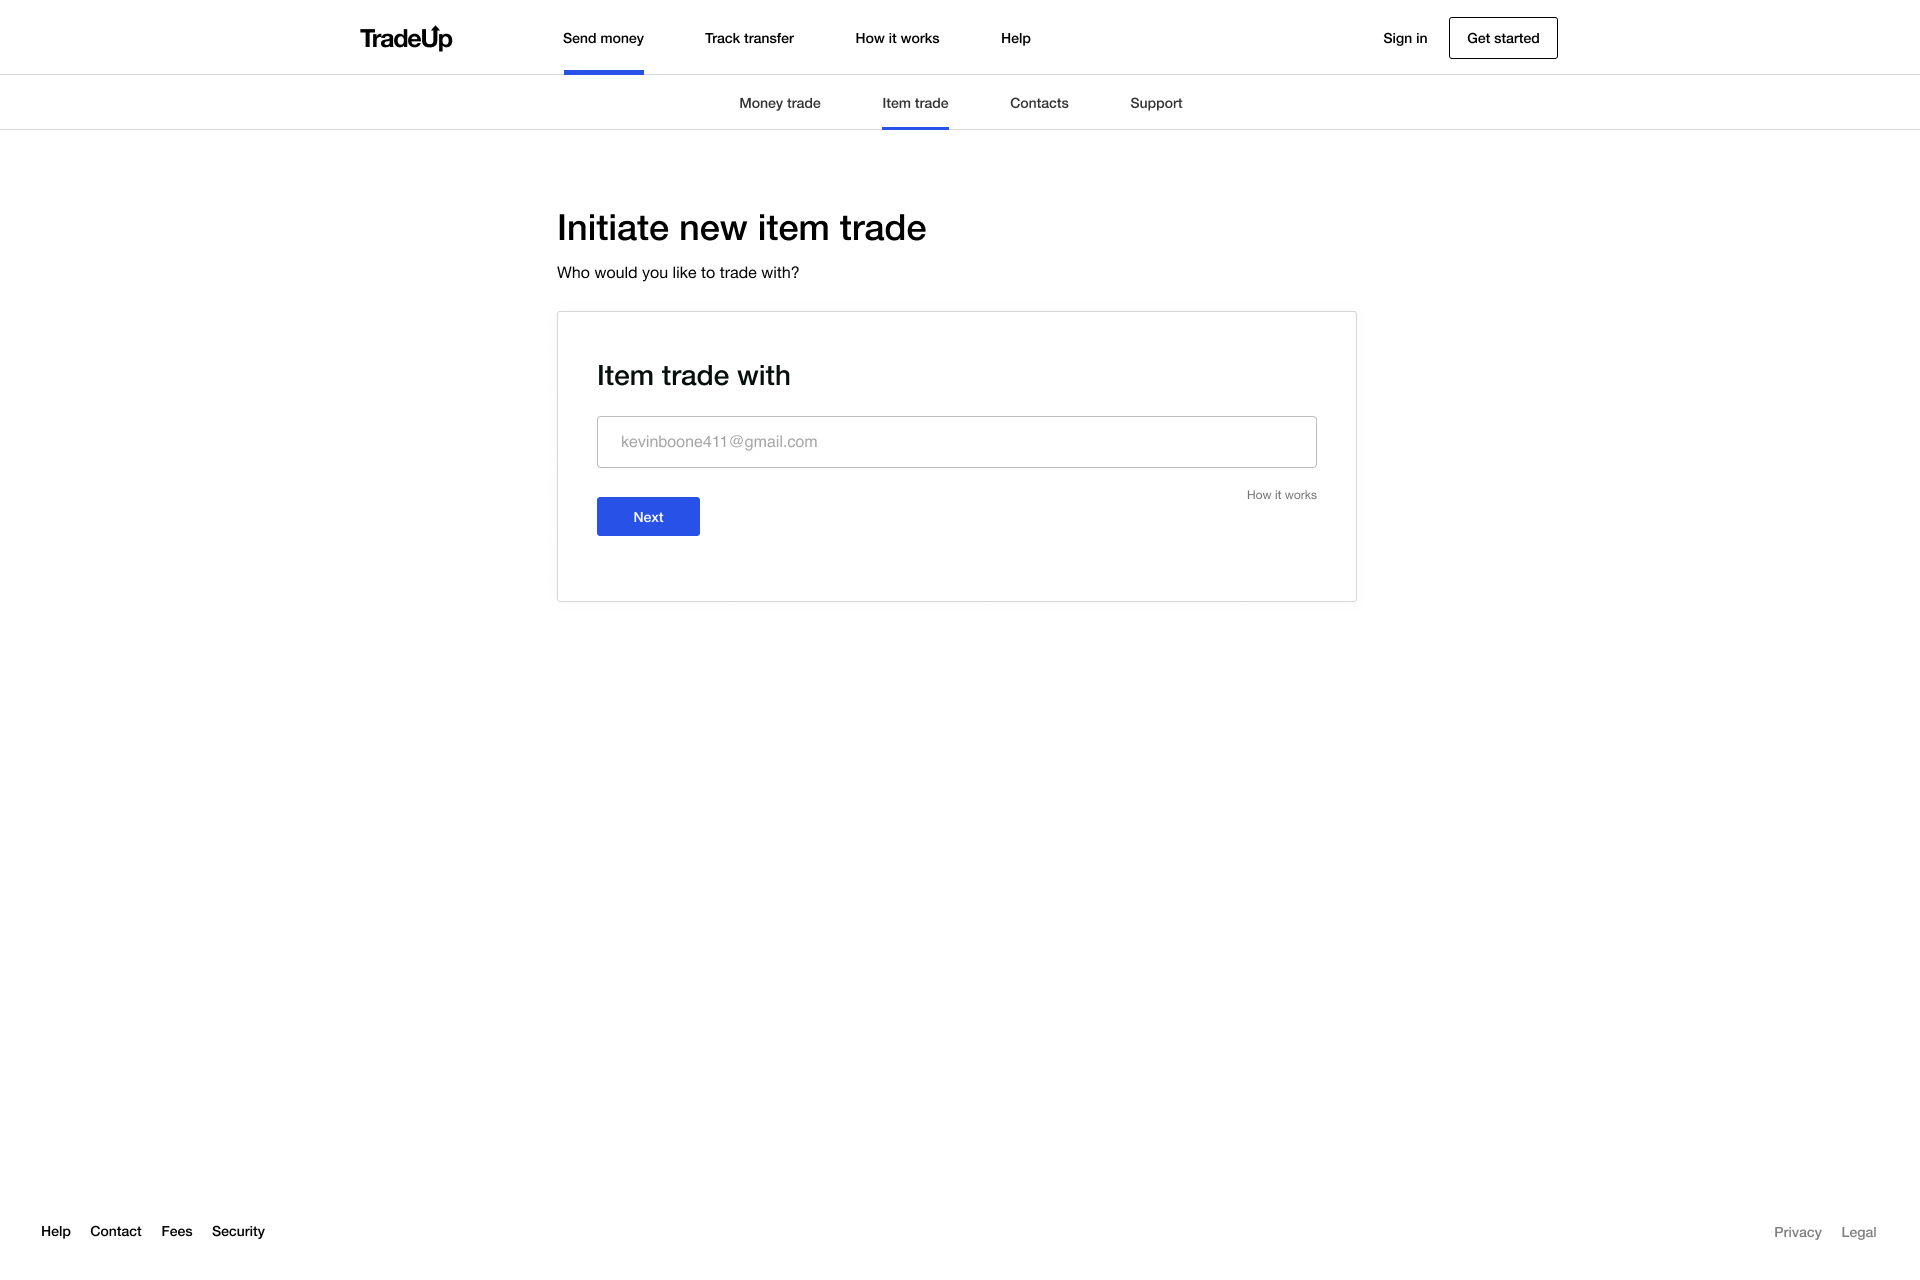 TradeUp
Send money
Track transfer
How it works
Help
Sign in
Get started
Money trade
Item trade
Contacts
Support
Initiate new item trade
Who would you like to trade with?
Item trade with
kevinboone411@gmail.com
How it works
Next
Help
Contact
Fees
Security
Privacy
Legal